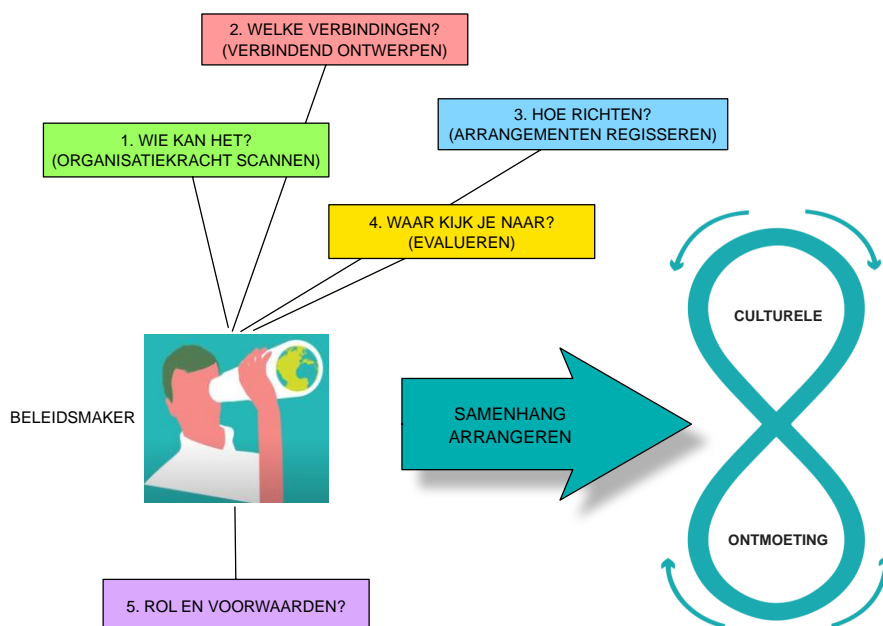 2. WELKE VERBINDINGEN?
(VERBINDEND ONTWERPEN)
3. HOE RICHTEN?
(ARRANGEMENTEN REGISSEREN)
1. WIE KAN HET?
(ORGANISATIEKRACHT SCANNEN)
4. WAAR KIJK JE NAAR?
(EVALUEREN)
CULTURELE
BELEIDSMAKER
SAMENHANG
ARRANGEREN
ONTMOETING
5. ROL EN VOORWAARDEN?